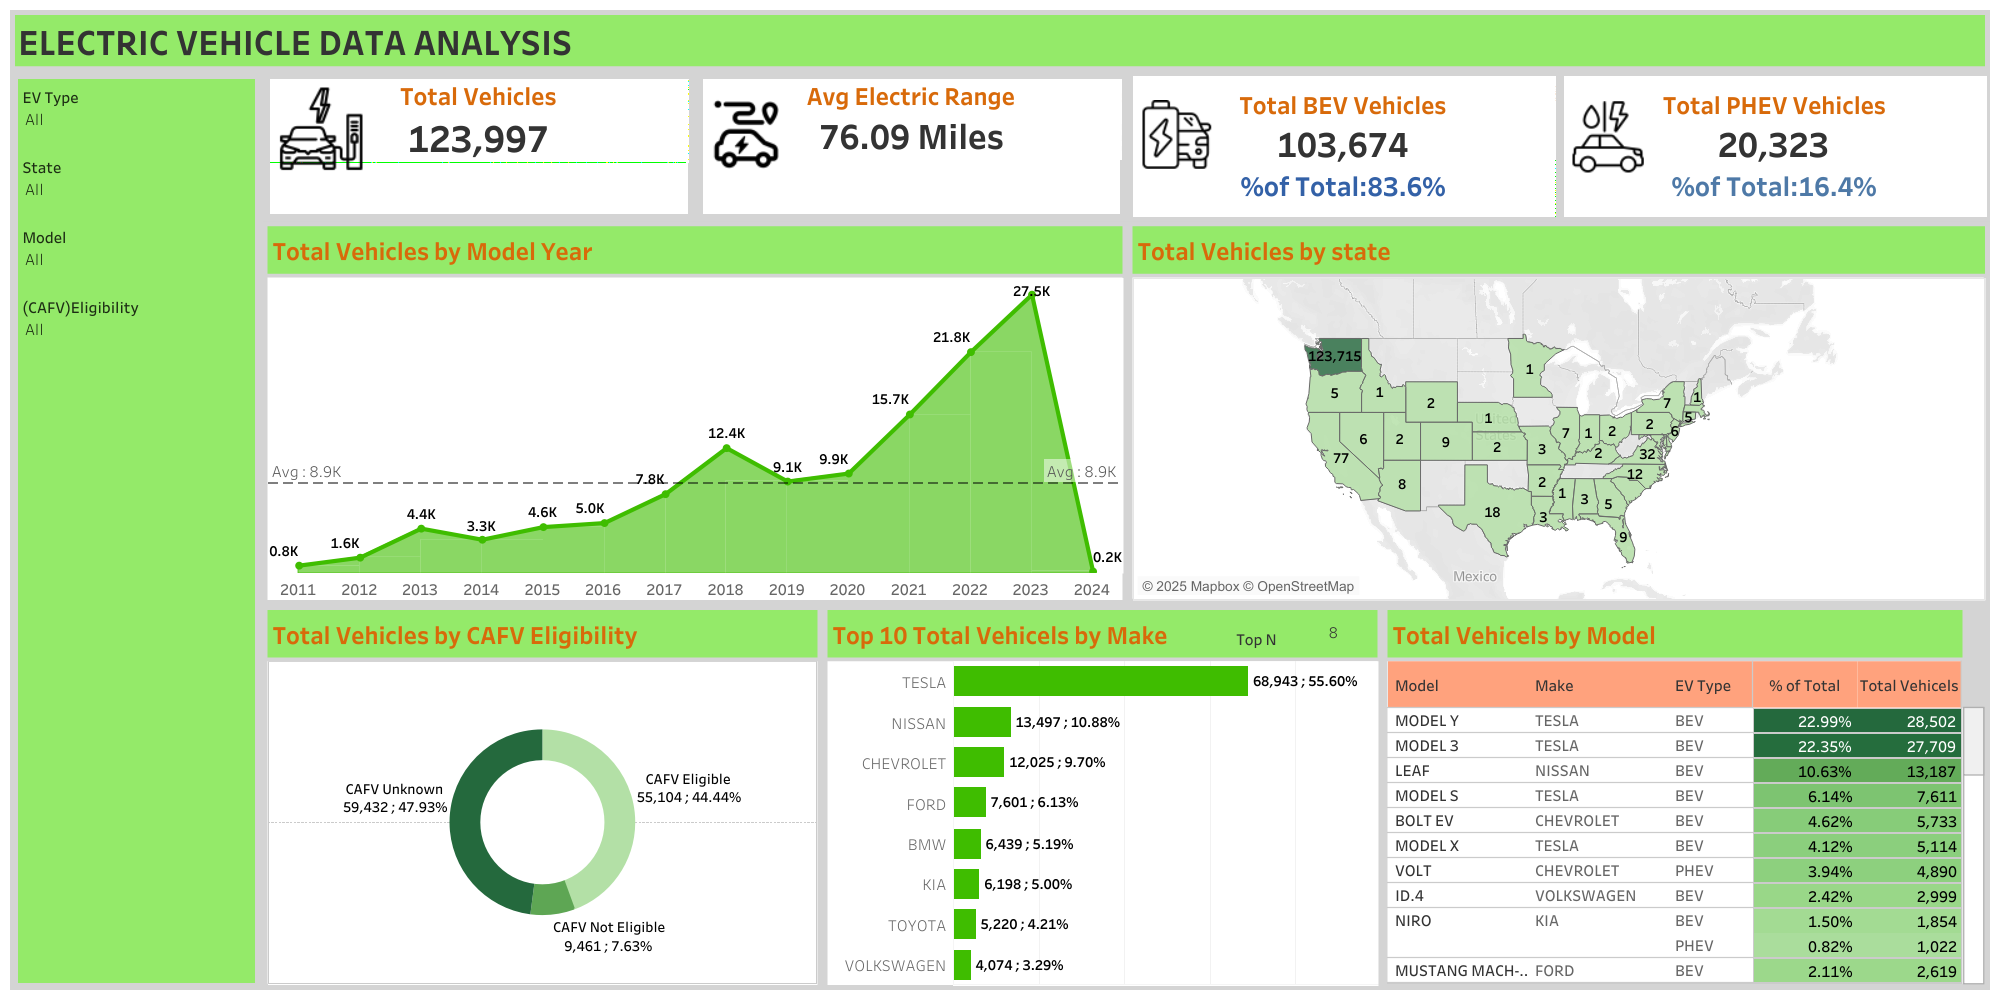 ELECTRIC VEHICLE DATA ANALYSIS
EV Type
All
State
All
Model
All
(CAFV)Eligibility
All
Total Vehicles
123,997
Avg Electric Range
76.09 Miles
Total BEV Vehicles
103,674
%of Total:83.6%
Total PHEV Vehicles
20,323
%of Total:16.4%
Total Vehicles by Model Year
27.5K
21.8K
15.7K
12.4K
9.1K
9.9K
7.8K
Avg : 8.9K
Avg : 8.9K
4.4K
3.3K
4.6K
5.0K
0.8K
1.6K
0.2K
2011 2012 2013 2014 2015 2016 2017 2018 2019 2020 2021 2022 2023 2024
Total Vehicles by state
123,715
1
5
1
2
7
1
1
5
6
2
9
2
7
1
2
2
6
77
3
2
32
8
2
12
18
3
1
3
5
9
United States
Mexico
© 2025 Mapbox © OpenStreetMap
Total Vehicles by CAFV Eligibility
CAFV Unknown
59,432 ; 47.93%
CAFV Eligible
55,104 ; 44.44%
CAFV Not Eligible
9,461 ; 7.63%
Top 10 Total Vehicels by Make
Top N 8
TESLA 68,943 ; 55.60%
NISSAN 13,497 ; 10.88%
CHEVROLET 12,025 ; 9.70%
FORD 7,601 ; 6.13%
BMW 6,439 ; 5.19%
KIA 6,198 ; 5.00%
TOYOTA 5,220 ; 4.21%
VOLKSWAGEN 4,074 ; 3.29%
Total Vehicels by Model
Model Make EV Type % of Total Total Vehicels
MODEL Y TESLA BEV 22.99% 28,502
MODEL 3 TESLA BEV 22.35% 27,709
LEAF NISSAN BEV 10.63% 13,187
MODEL S TESLA BEV 6.14% 7,611
BOLT EV CHEVROLET BEV 4.62% 5,733
MODEL X TESLA BEV 4.12% 5,114
VOLT CHEVROLET PHEV 3.94% 4,890
ID.4 VOLKSWAGEN BEV 2.42% 2,999
NIRO KIA BEV 1.50% 1,854
PHEV 0.82% 1,022
MUSTANG MACH-.. FORD BEV 2.11% 2,619